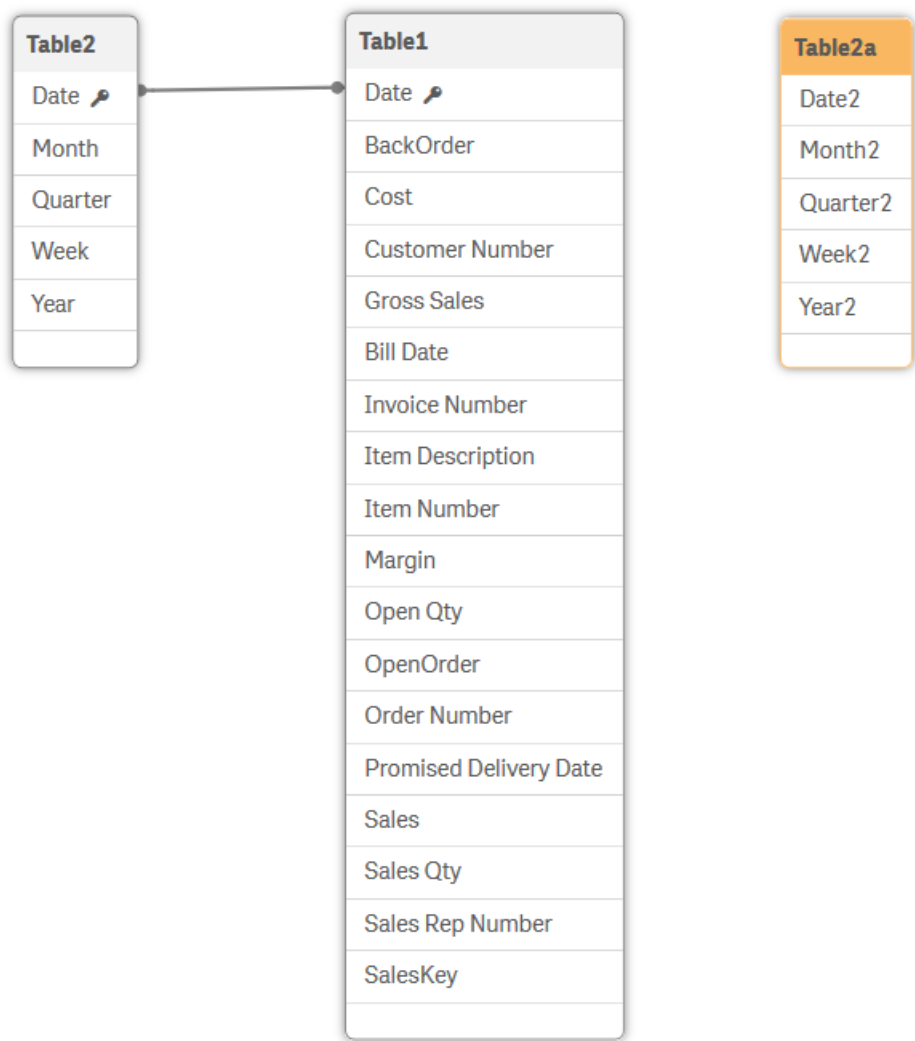 Table2
Date
Month
Quarter
Week
Year
Table1
Date
BackOrder
Cost
Customer Number
Gross Sales
Bill Date
Invoice Number
Item Description
Item Number
Margin
Open Qty
OpenOrder
Order Number
Promised Delivery Date
Sales
Sales Qty
Sales Rep Number
SalesKey
Table2a
Date2
Month2
Quarter2
Week2
Year2